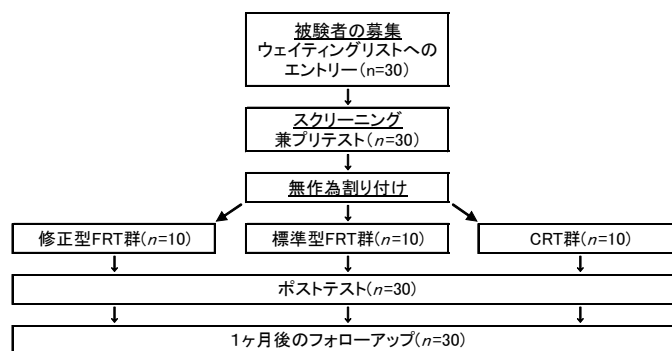 被験者の募集
ウェイティングリストへの
エントリー(n=30)
スクリーニング
兼プリテスト(n=30)
無作為割り付け
修正型FRT群(n=10)
標準型FRT群(n=10)
CRT群(n=10)
ポストテスト(n=30)
1ヶ月後のフォローアップ(n=30)